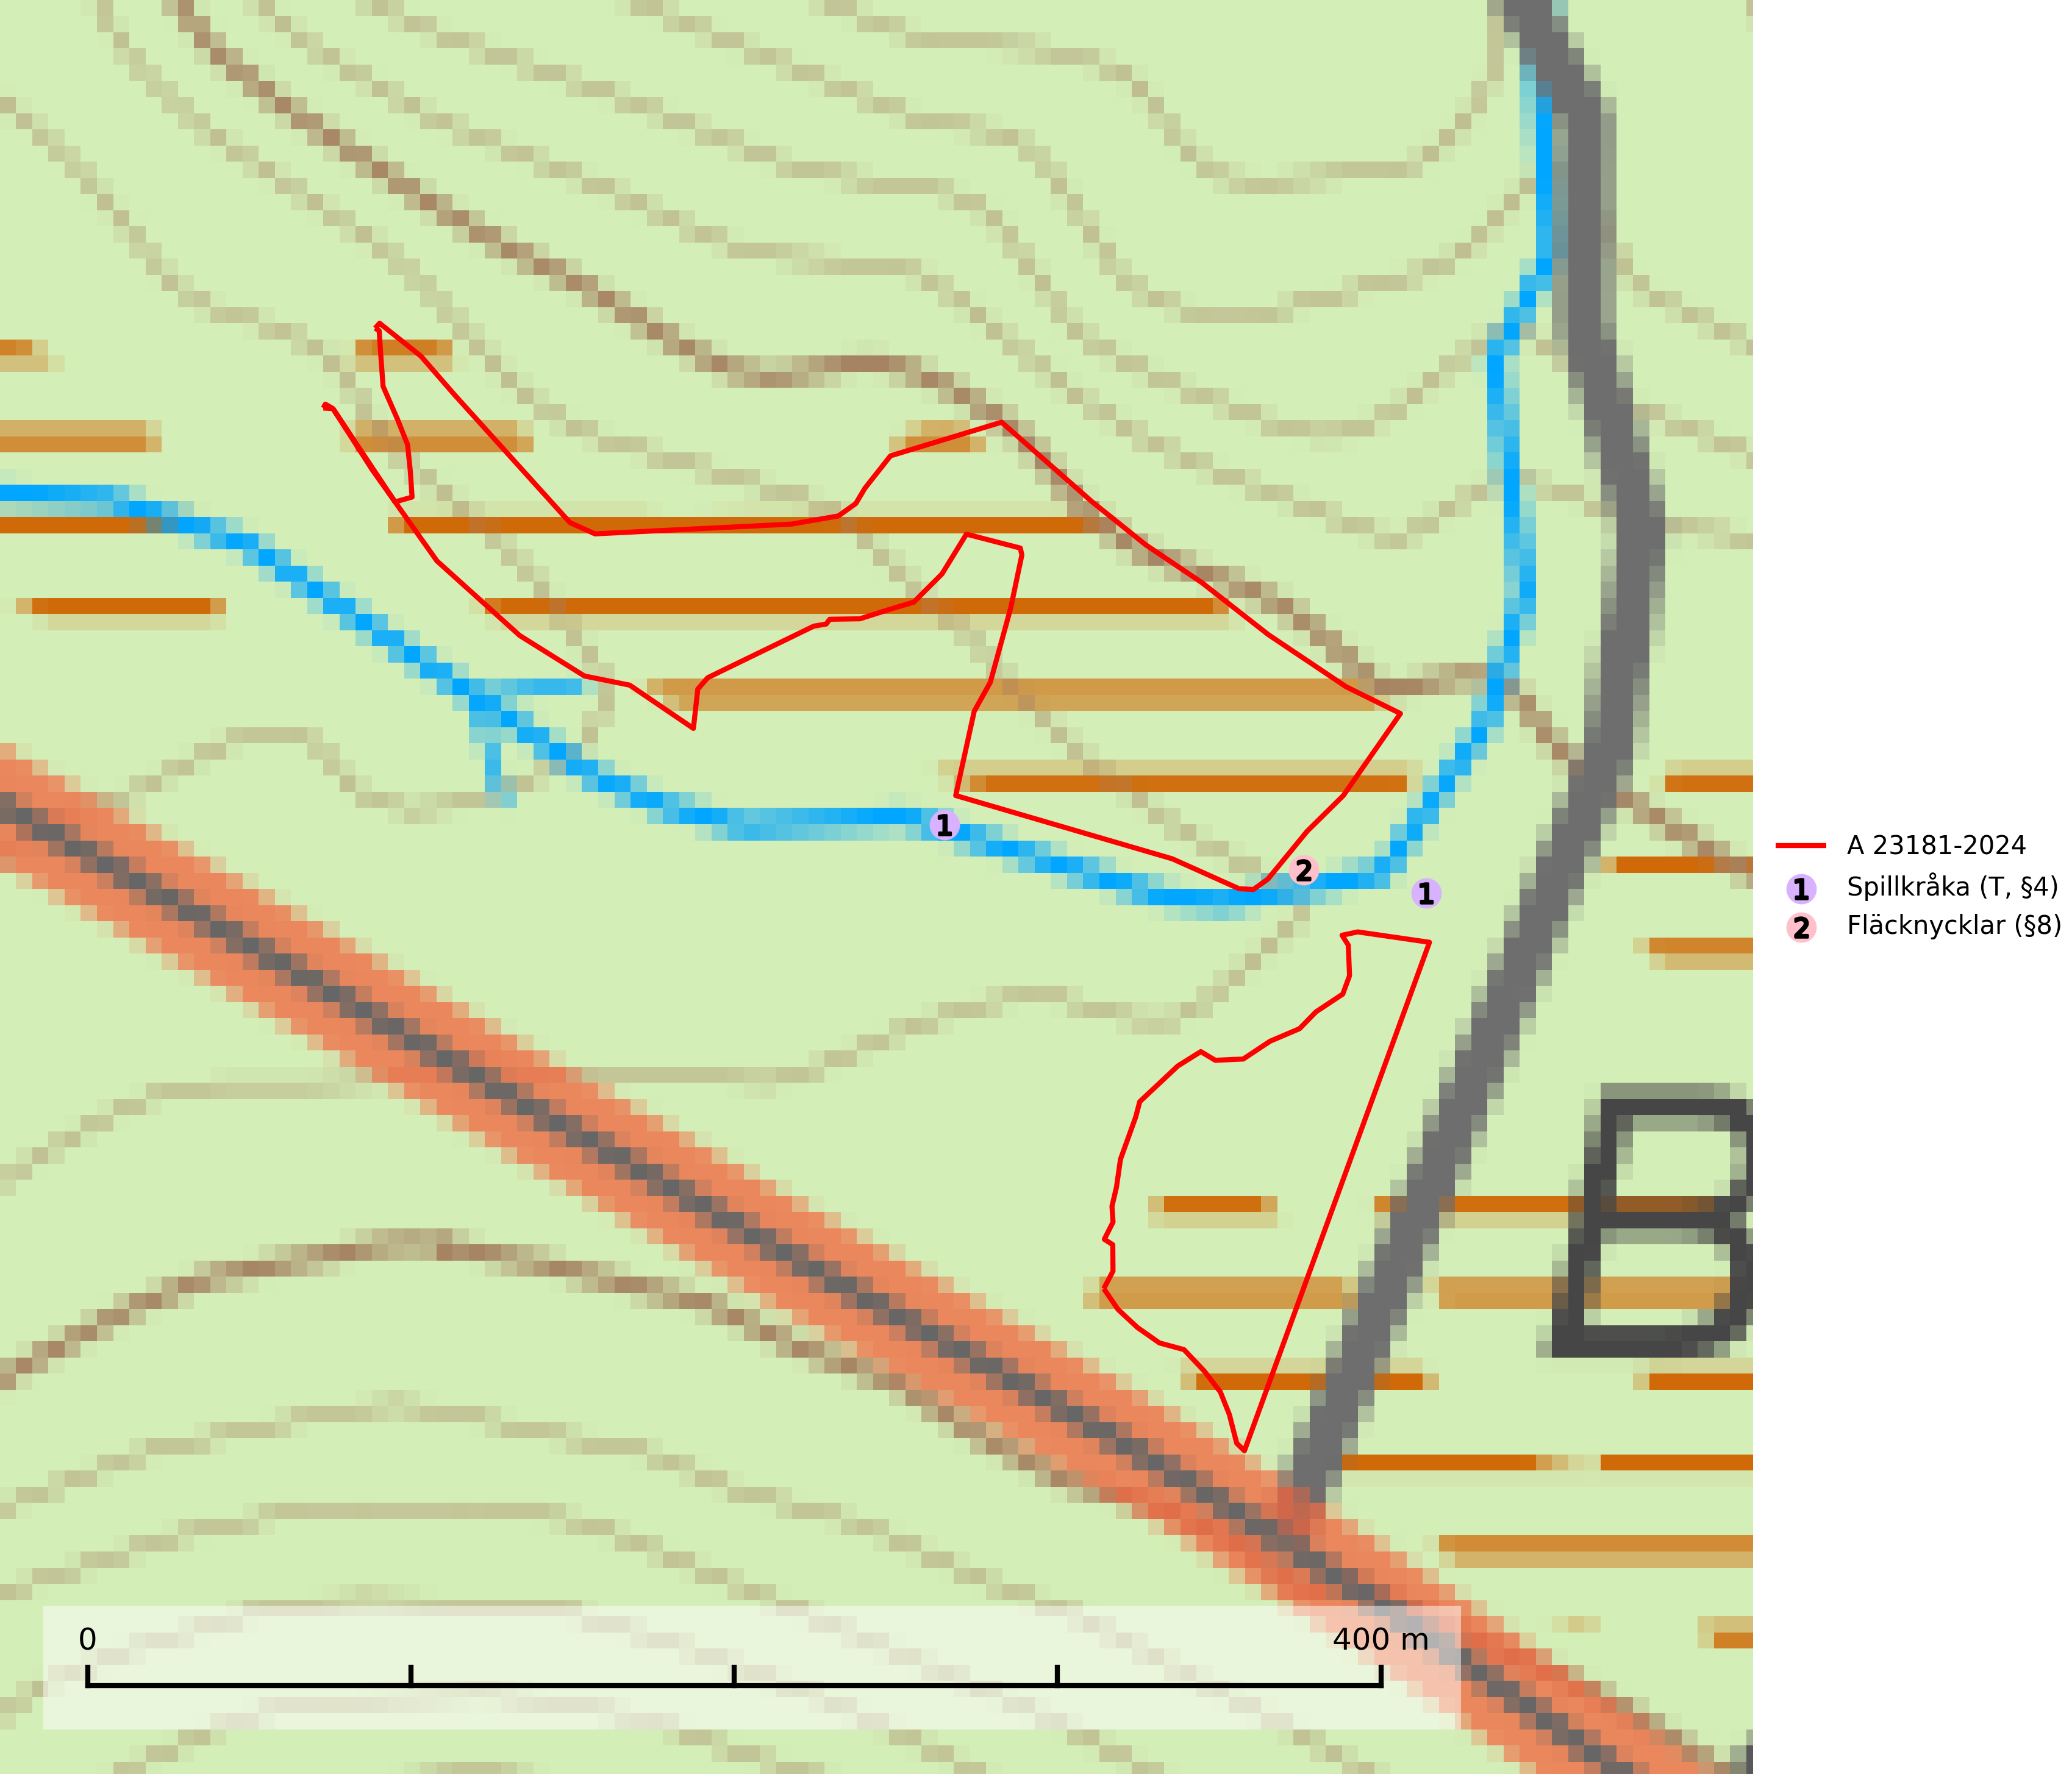 1
2
1
A 23181-2024
1 Spillkråka (T, §4)
2 Fläcknycklar (§8)
B
0 400 m